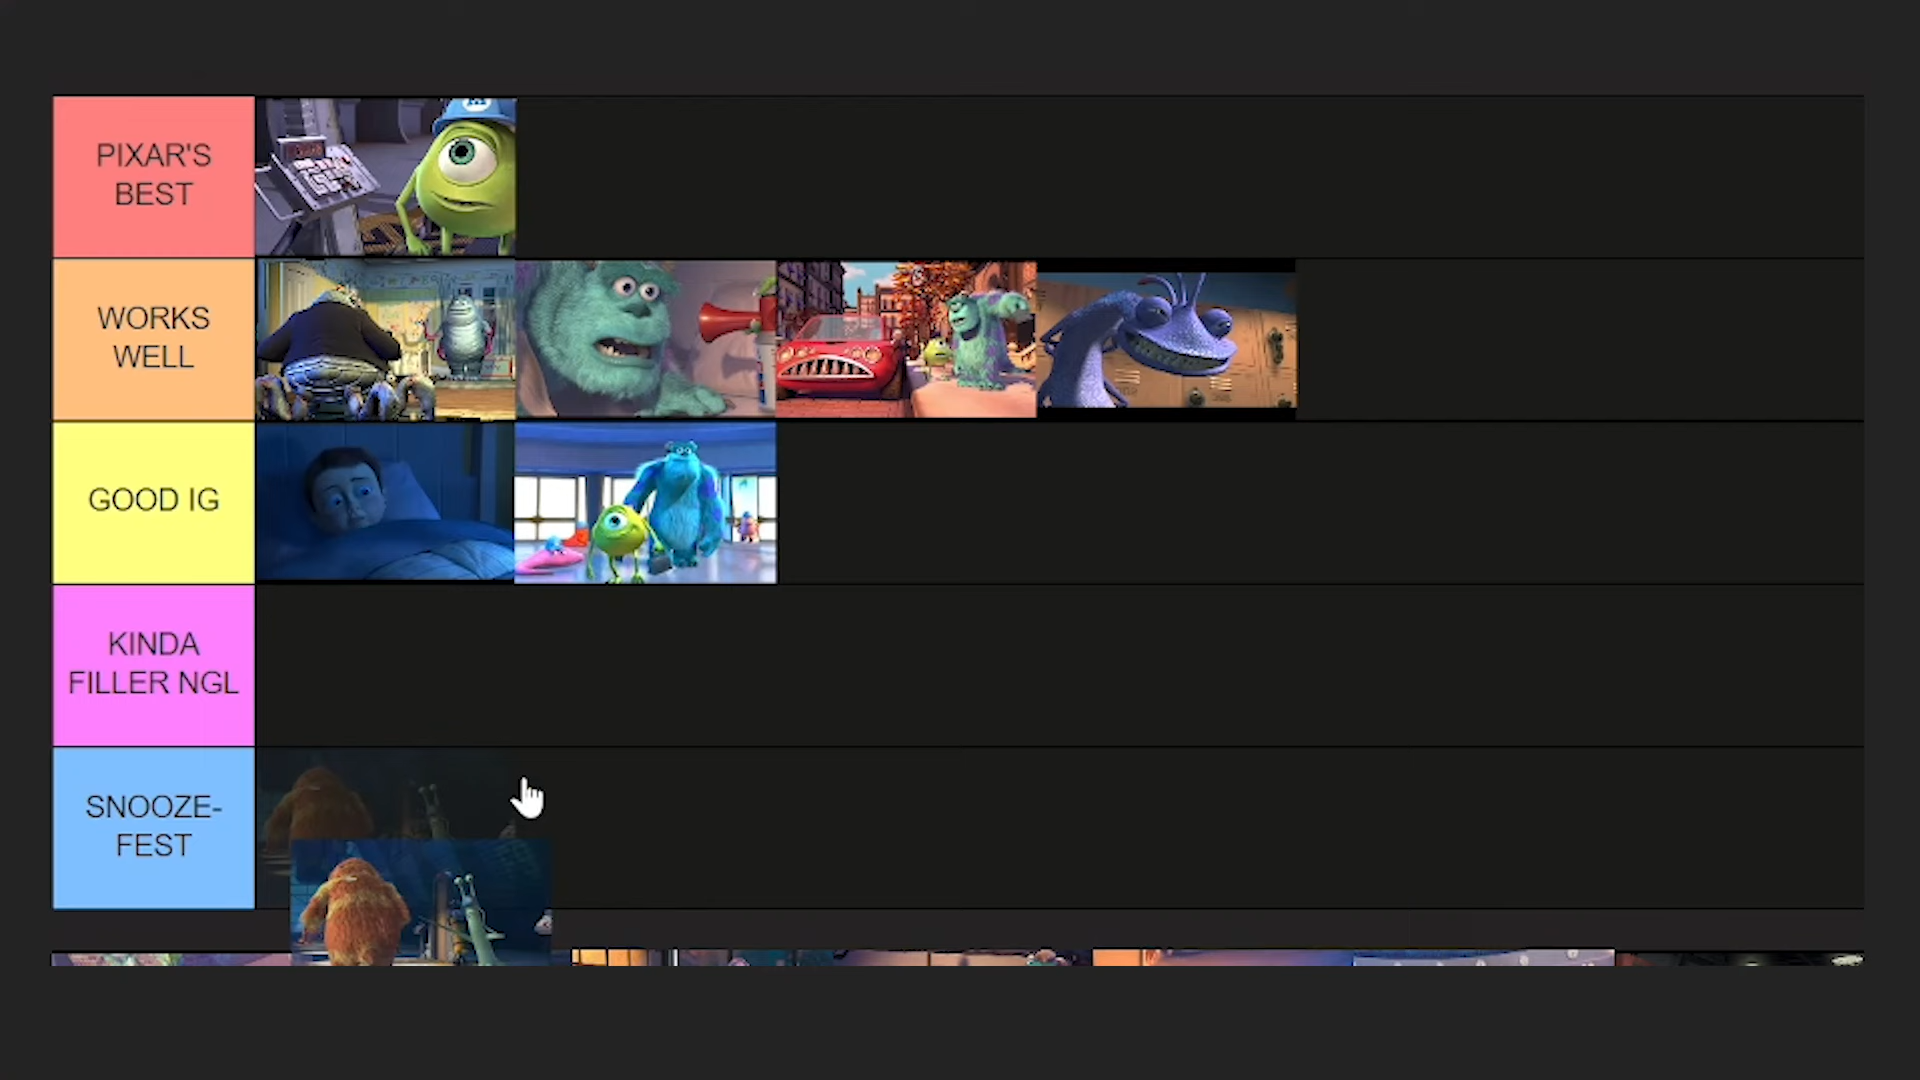 PIXAR'S
BEST
WORKS
WELL
GOOD IG
KINDA
FILLER NGL
SNOOZE-
FEST